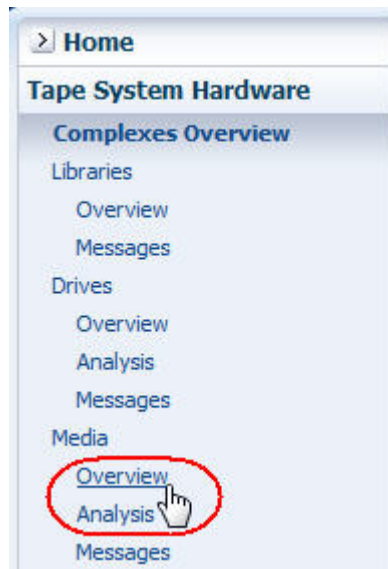 Home
Tape System Hardware
Complexes Overview
Libraries
Overview
Messages
Drives
Overview
Analysis
Messages
Media
Overview
Analysis
Messages